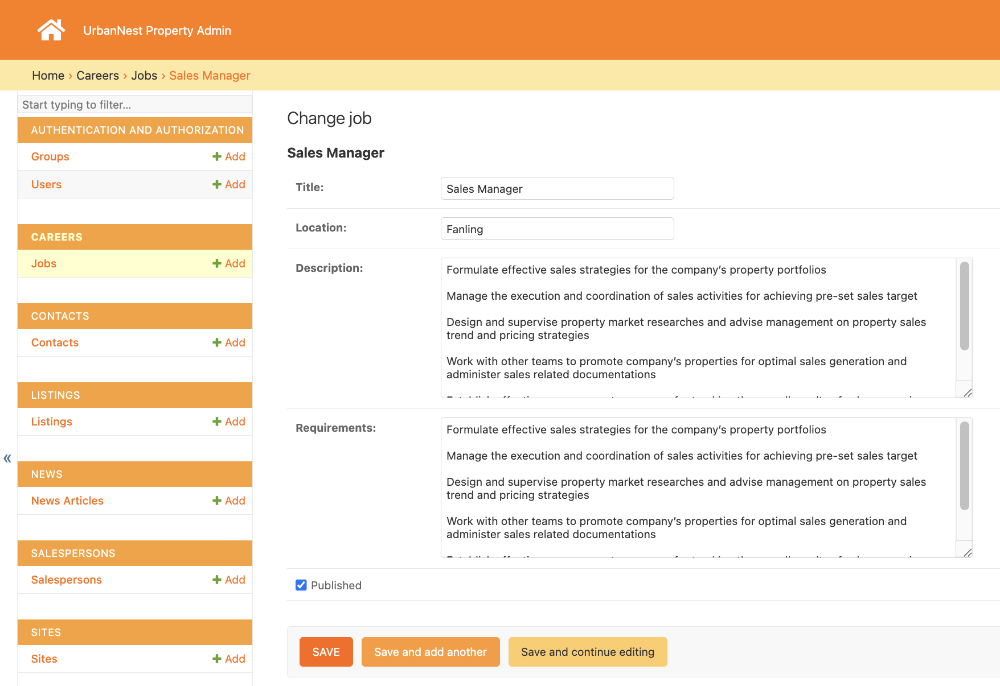 UrbanNest Property Admin
Home › Careers › Jobs › Sales Manager
Start typing to filter...
AUTHENTICATION AND AUTHORIZATION
Groups + Add
Users + Add
CAREERS
Jobs + Add
CONTACTS
Contacts + Add
LISTINGS
Listings + Add
«
NEWS
News Articles + Add
SALESPERSONS
Salespersons + Add
SITES
Sites + Add
Change job
Sales Manager
Title: Sales Manager
Location: Fanling
Description:
Formulate effective sales strategies for the company’s property portfolios
Manage the execution and coordination of sales activities for achieving pre-set sales target
Design and supervise property market researches and advise management on property sales
trend and pricing strategies
Work with other teams to promote company’s properties for optimal sales generation and
administer sales related documentations
Requirements:
Formulate effective sales strategies for the company’s property portfolios
Manage the execution and coordination of sales activities for achieving pre-set sales target
Design and supervise property market researches and advise management on property sales
trend and pricing strategies
Work with other teams to promote company’s properties for optimal sales generation and
administer sales related documentations
Published
SAVE
Save and add another
Save and continue editing